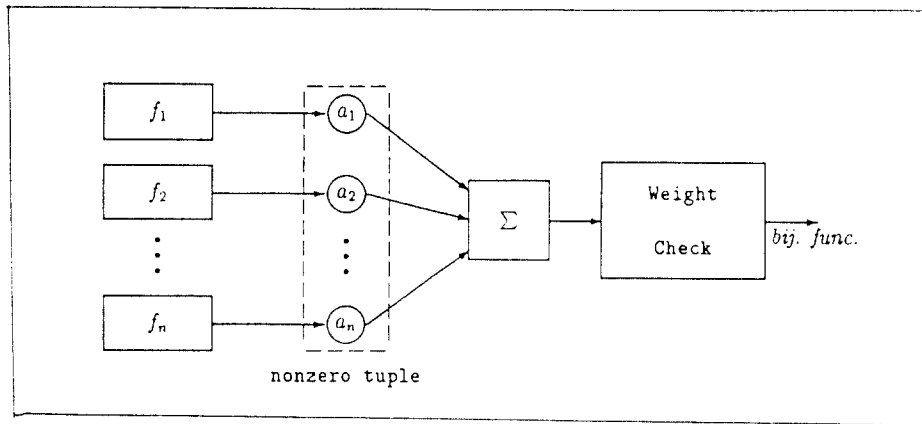 f₁ a₁
f₂ a₂
Σ
Weight
Check
bij. func.
fₙ aₙ
nonzero tuple